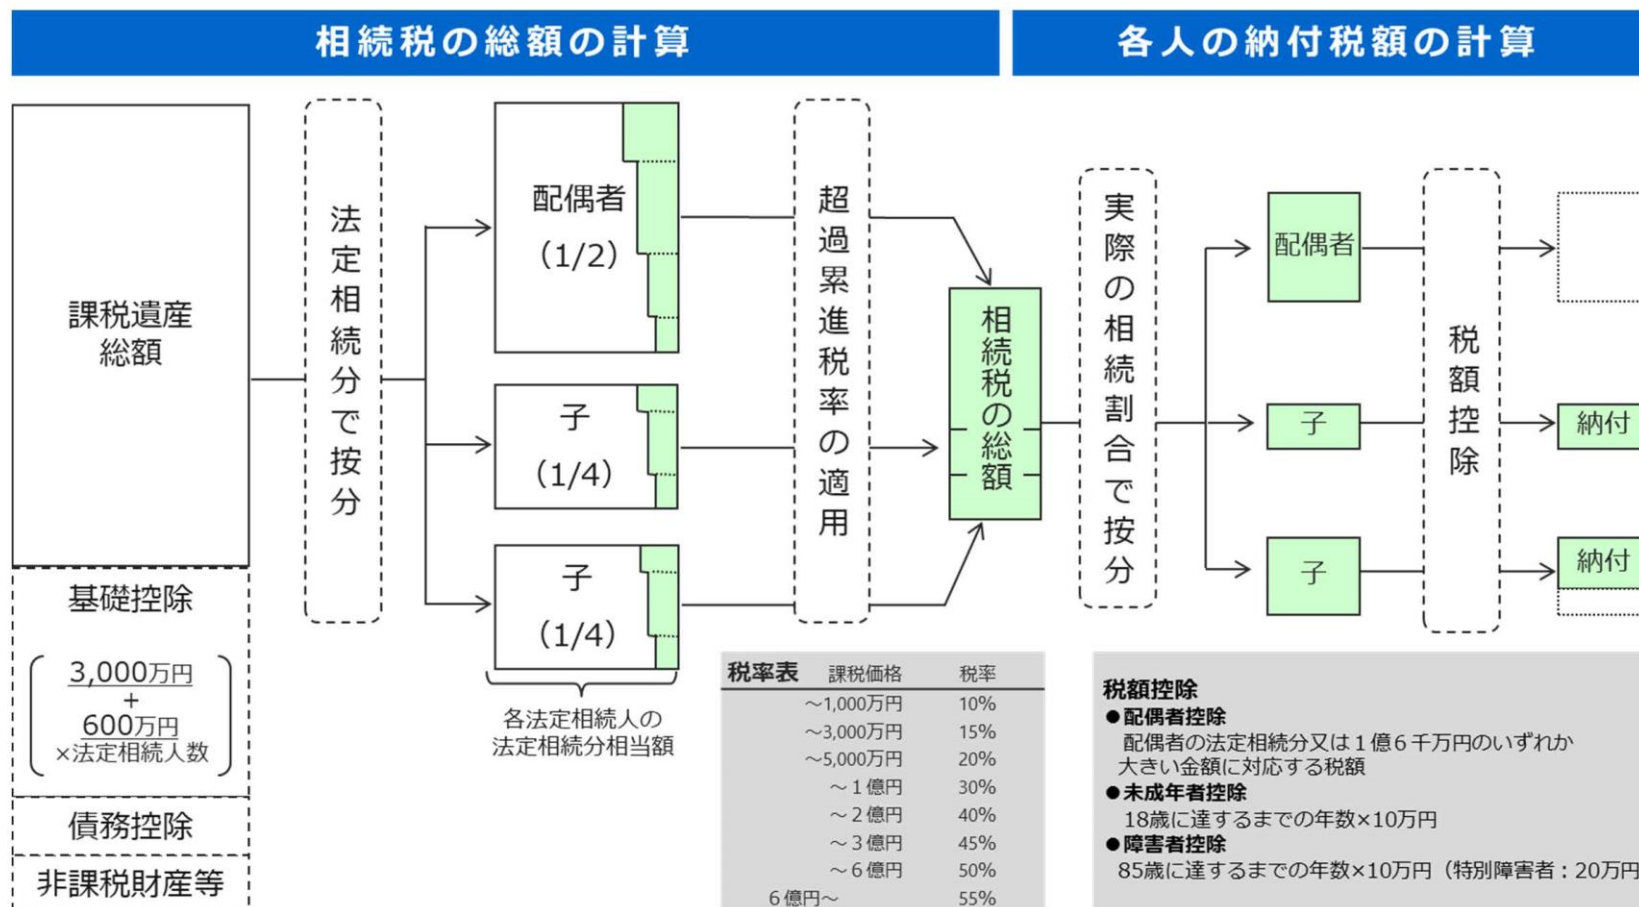 相続税の総額の計算
各人の納付税額の計算
課税遺産
総額
基礎控除
3,000万円
+
600万円
×法定相続人数
債務控除
非課税財産等
法定相続分で按分
配偶者
(1/2)
子
(1/4)
子
(1/4)
各法定相続人の
法定相続分相当額
超過累進税率の適用
相続税の総額
税率表 課税価格 税率
～1,000万円 10%
～3,000万円 15%
～5,000万円 20%
～１億円 30%
～２億円 40%
～３億円 45%
～６億円 50%
６億円～ 55%
実際の相続割合で按分
配偶者
子
子
税額控除
納付
納付
税額控除
●配偶者控除
配偶者の法定相続分又は１億６千万円のいずれか
大きい金額に対応する税額
●未成年者控除
18歳に達するまでの年数×10万円
●障害者控除
85歳に達するまでの年数×10万円（特別障害者：20万円